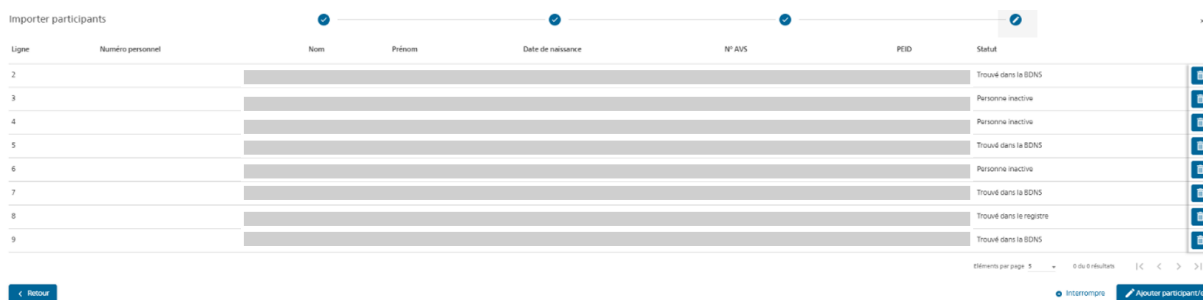 Importer participants
Ligne Numéro personnel Nom Prénom Date de naissance N° AVS PEID Statut
2 Trouvé dans la BDNS
3 Personne inactive
4 Personne inactive
5 Trouvé dans la BDNS
6 Personne inactive
7 Trouvé dans la BDNS
8 Trouvé dans le registre
9 Trouvé dans la BDNS
Eléments par page 5 0 du 0 résultats
Retour Interrompre Ajouter participant/